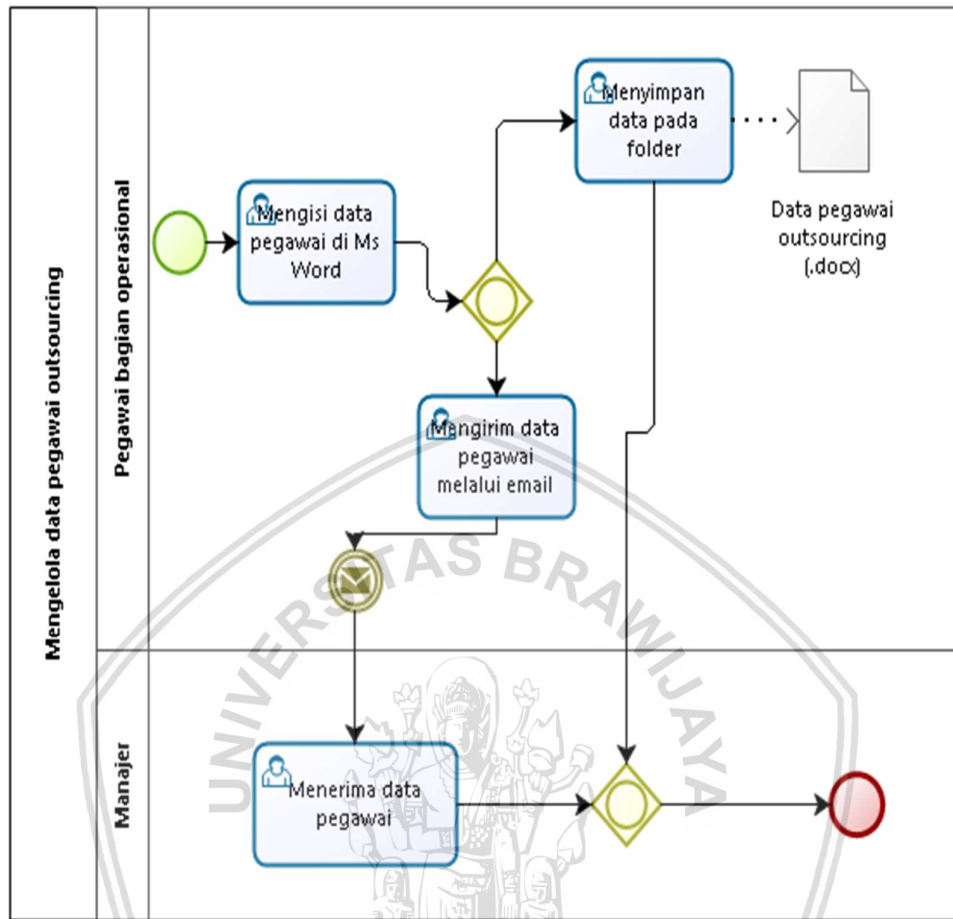 Mengelola data pegawai outsourcing
Pegawai bagian operasional
Mengisi data
pegawai di Ms
Word
Menyimpan
data pada
folder
Data pegawai
outsourcing
(.docx)
Mengirim data
pegawai
melalui email
Manajer
Menerima data
pegawai
UNIVERSITAS BRAWIJAYA